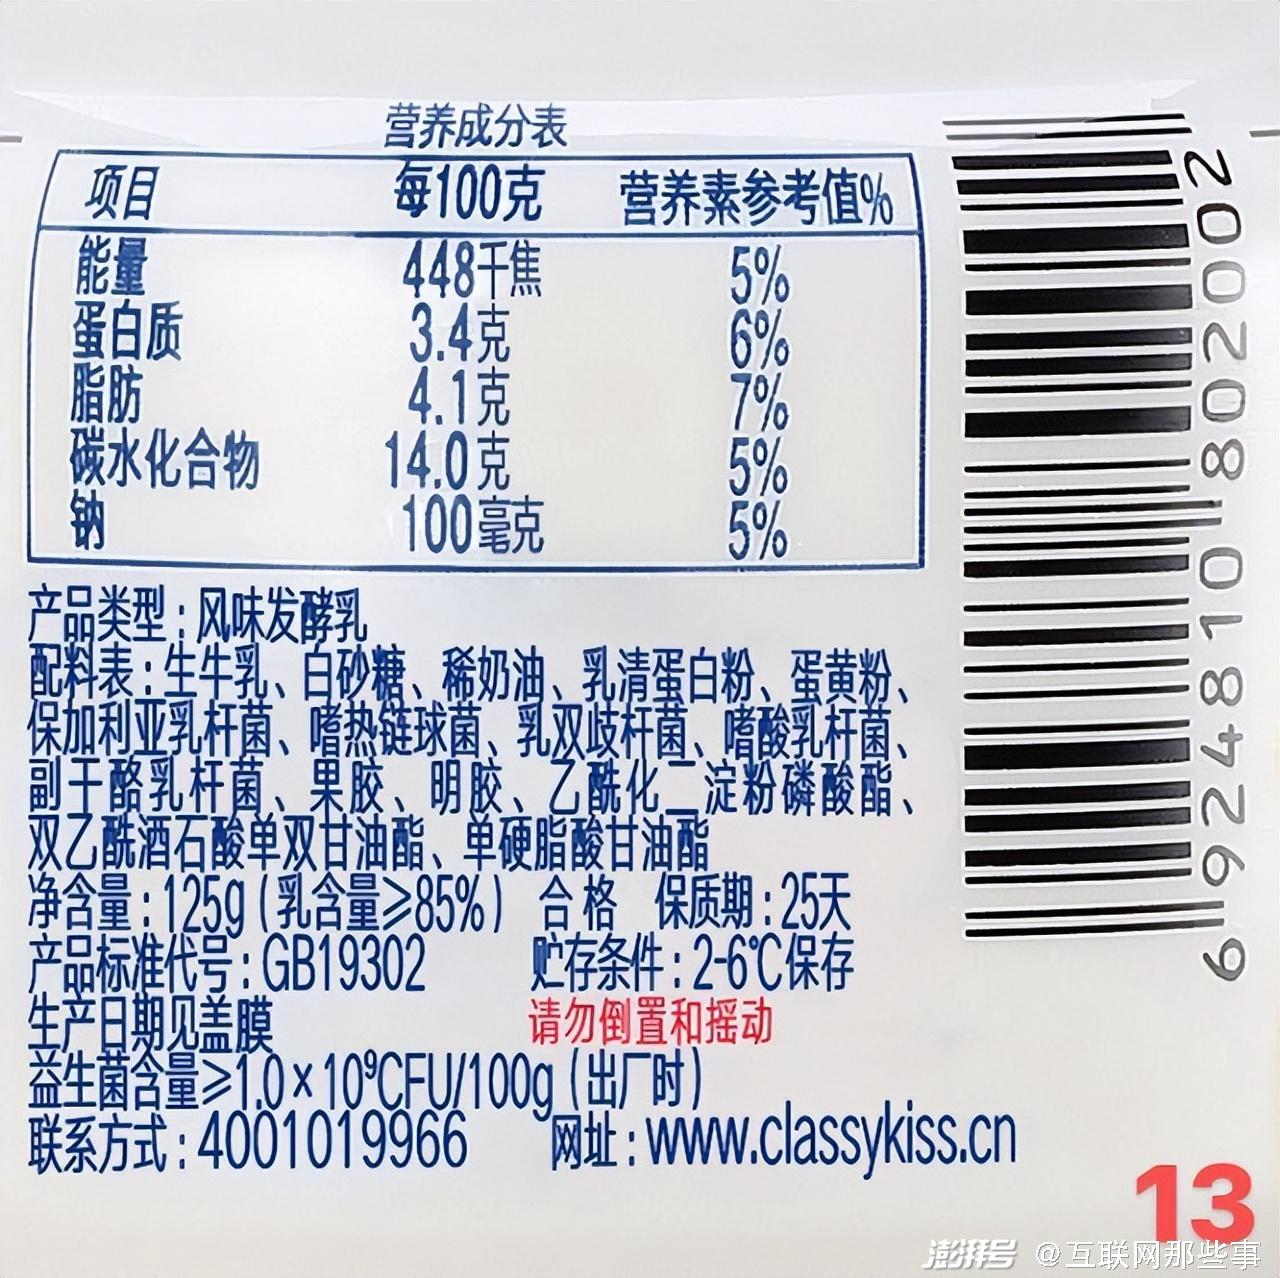 营养成分表
项目 每100克 营养素参考值%
能量 448千焦 5%
蛋白质 3.4克 6%
脂肪 4.1克 7%
碳水化合物 14.0克 5%
钠 100毫克 5%
产品类型:风味发酵乳
配料表:生牛乳、白砂糖、稀奶油、乳清蛋白粉、蛋黄粉、
保加利亚乳杆菌、嗜热链球菌、乳双歧杆菌、嗜酸乳杆菌、
副干酪乳杆菌、果胶、明胶、乙酰化二淀粉磷酸酯、
双乙酰酒石酸单双甘油酯、单硬脂酸甘油酯
净含量:125g(乳含量≥85%) 合格 保质期:25天
产品标准代号:GB19302 贮存条件:2-6℃保存
生产日期见盖膜 请勿倒置和摇动
益生菌含量≥1.0×10⁹CFU/100g(出厂时)
联系方式:4001019966 网址:www.classykiss.cn
6924810802002
13
澎湃号 @互联网那些事